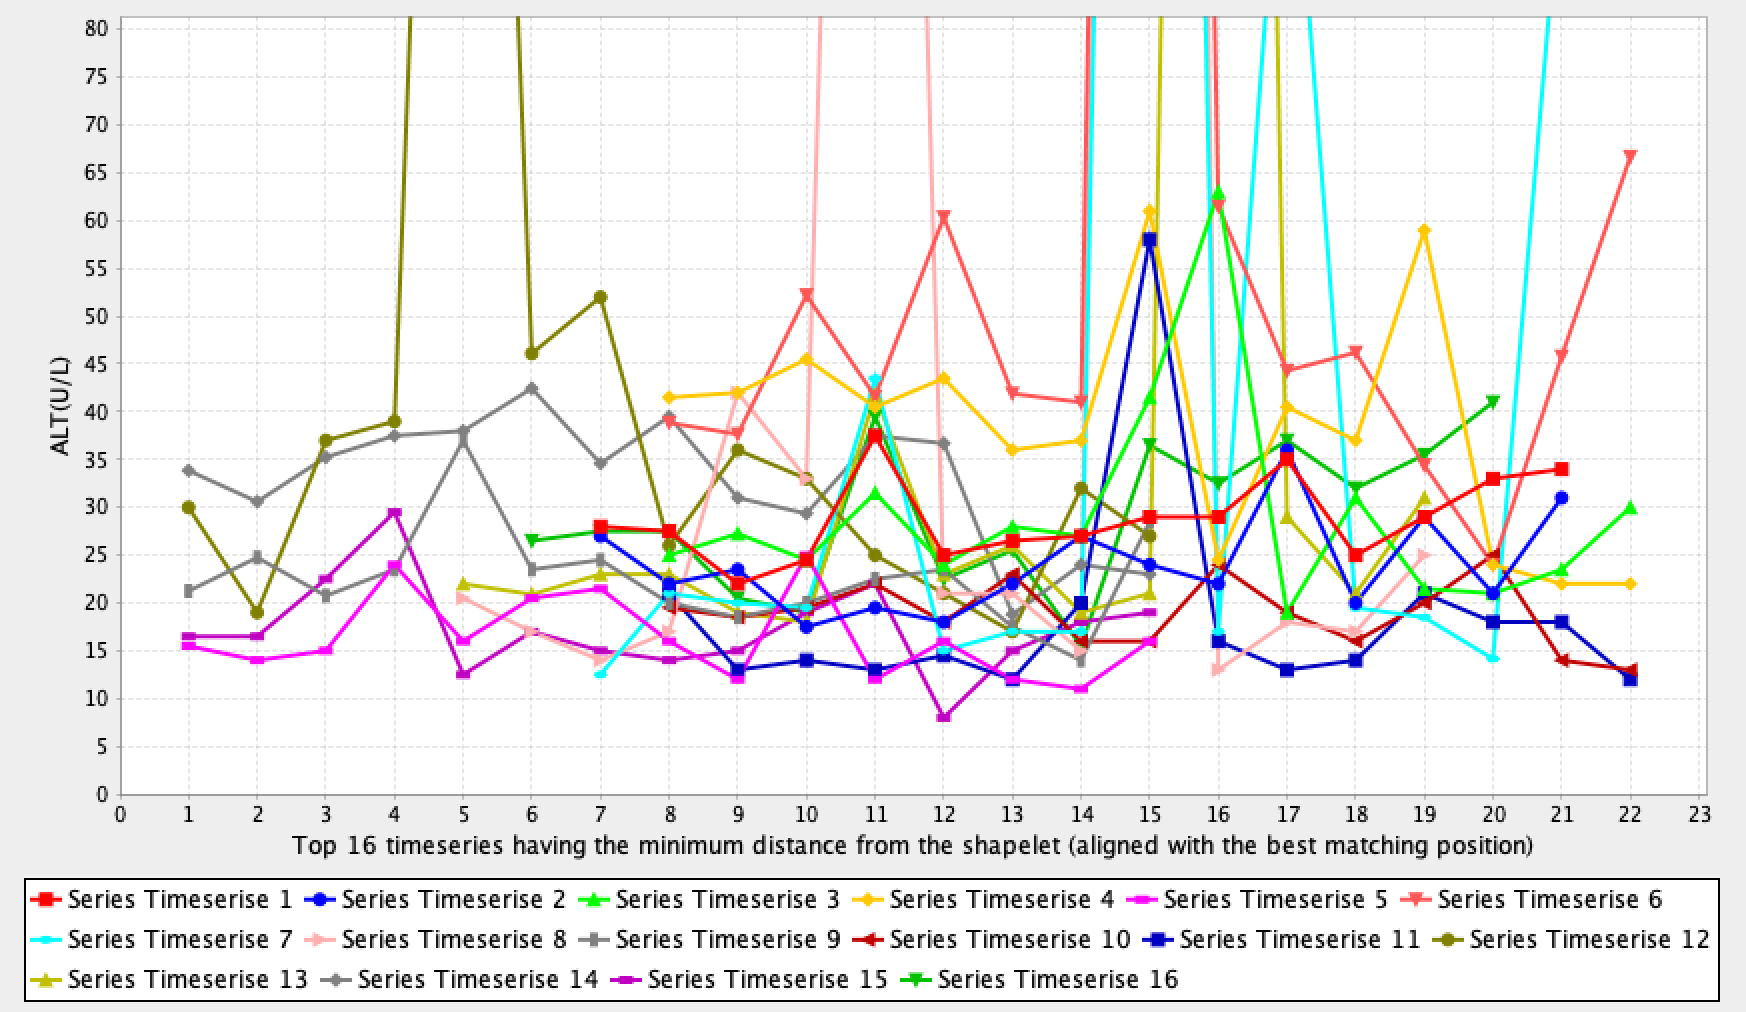 80
75
70
65
60
55
50
45
40
35
30
25
20
15
10
5
0
ALT(U/L)
0 1 2 3 4 5 6 7 8 9 10 11 12 13 14 15 16 17 18 19 20 21 22 23
Top 16 timeseries having the minimum distance from the shapelet (aligned with the best matching position)
Series Timeserise 1 Series Timeserise 2 Series Timeserise 3 Series Timeserise 4 Series Timeserise 5 Series Timeserise 6
Series Timeserise 7 Series Timeserise 8 Series Timeserise 9 Series Timeserise 10 Series Timeserise 11 Series Timeserise 12
Series Timeserise 13 Series Timeserise 14 Series Timeserise 15 Series Timeserise 16